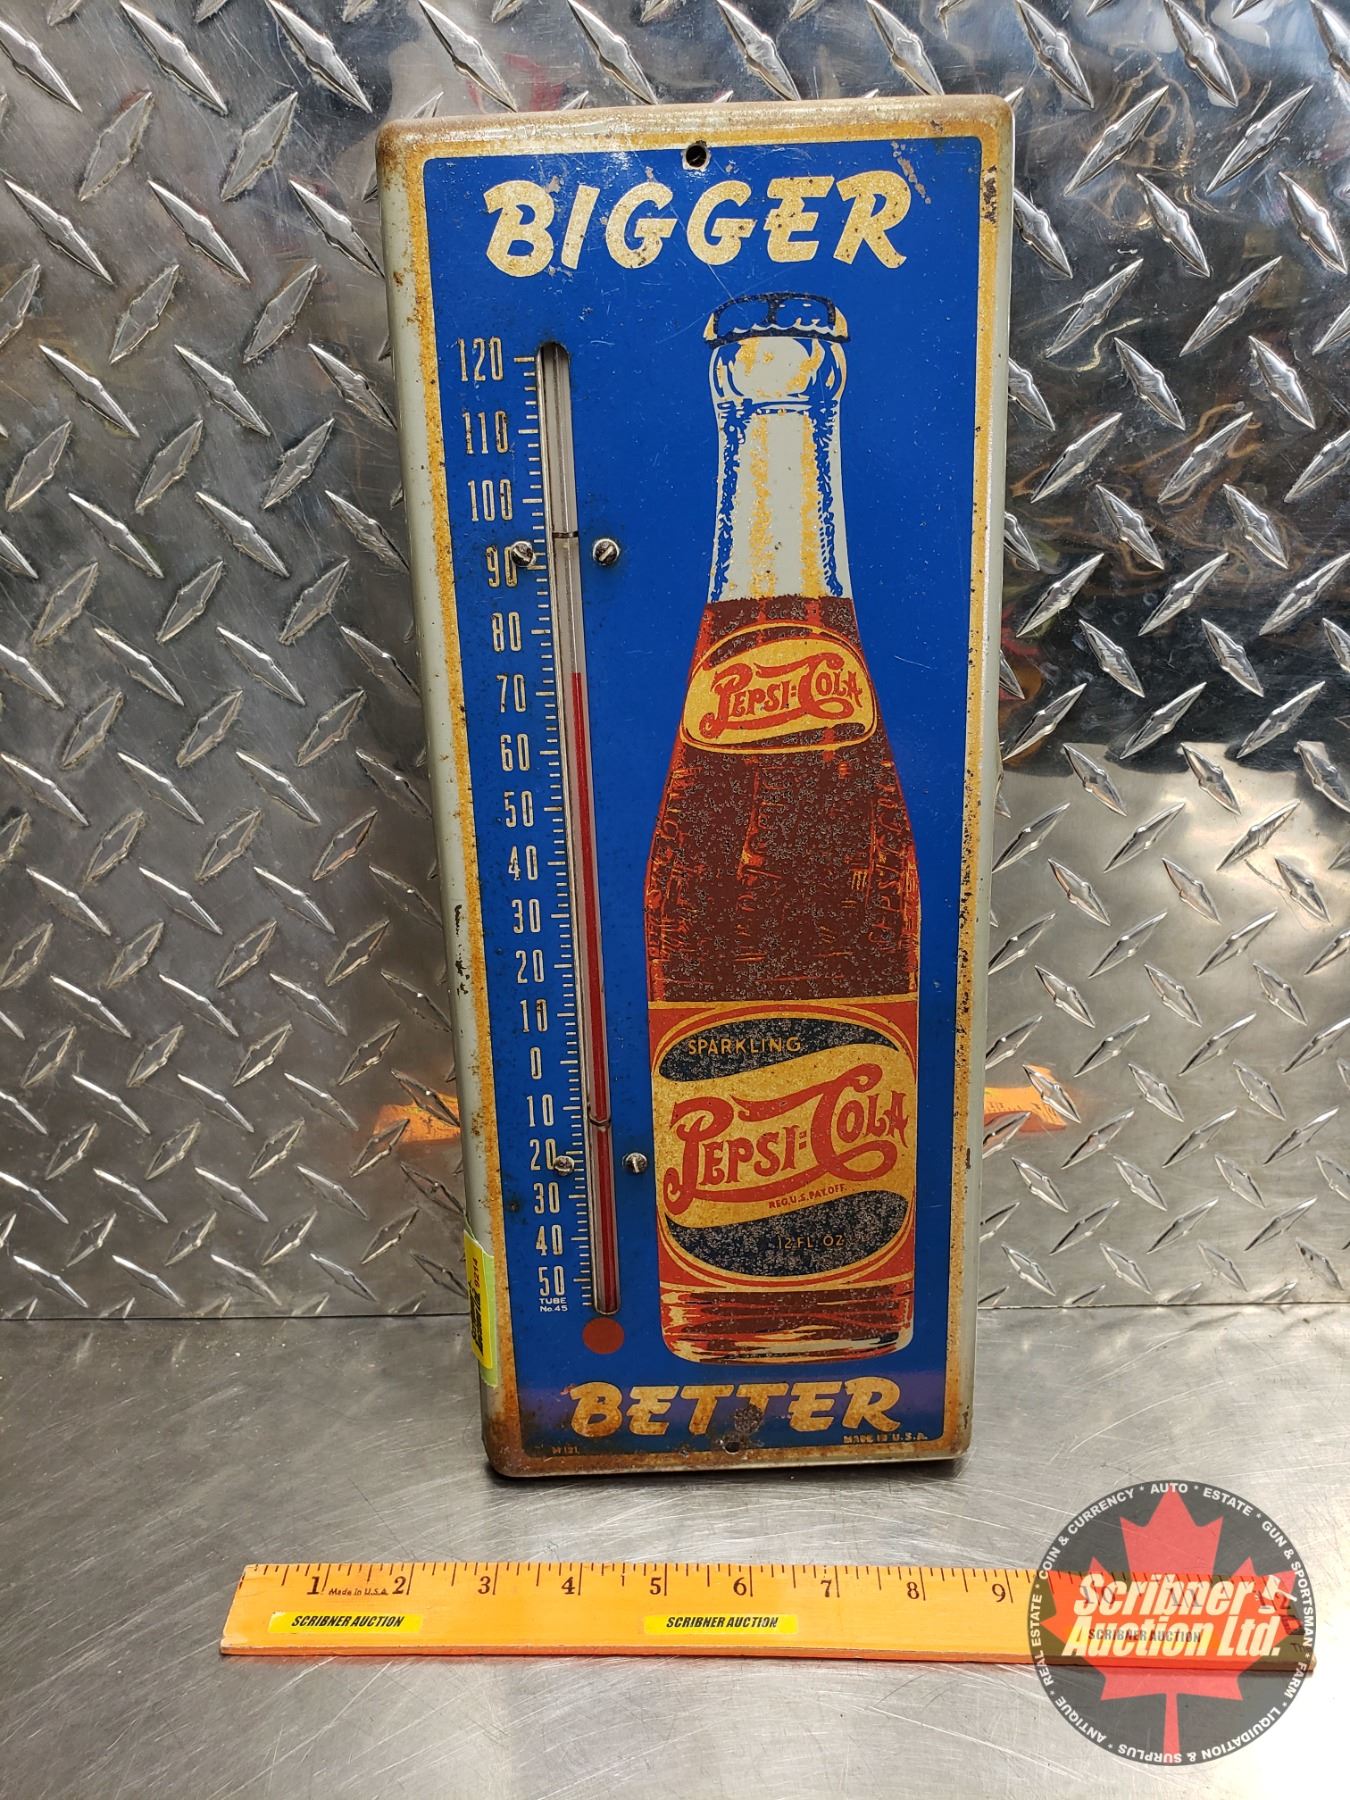 BIGGER
120
110
100
90
80
70
60
50
40
30
20
10
0
10
20
30
40
50
TUBE
No.45
PEPSI:COLA
SPARKLING
PEPSI:COLA
REG.U.S.PAT.OFF.
12 FL. OZ
BETTER
MADE IN U.S.A.
1 2 3 4 5 6 7 8 9
Made in U.S.A.
SCRIBNER AUCTION
SCRIBNER AUCTION
SCRIBNER AUCTION
ANTIQUE * REAL ESTATE * COIN & CURRENCY * AUTO * ESTATE * GUN & SPORTSMAN * FARM * LIQUIDATION & SURPLUS *
Scribner's
Auction Ltd.